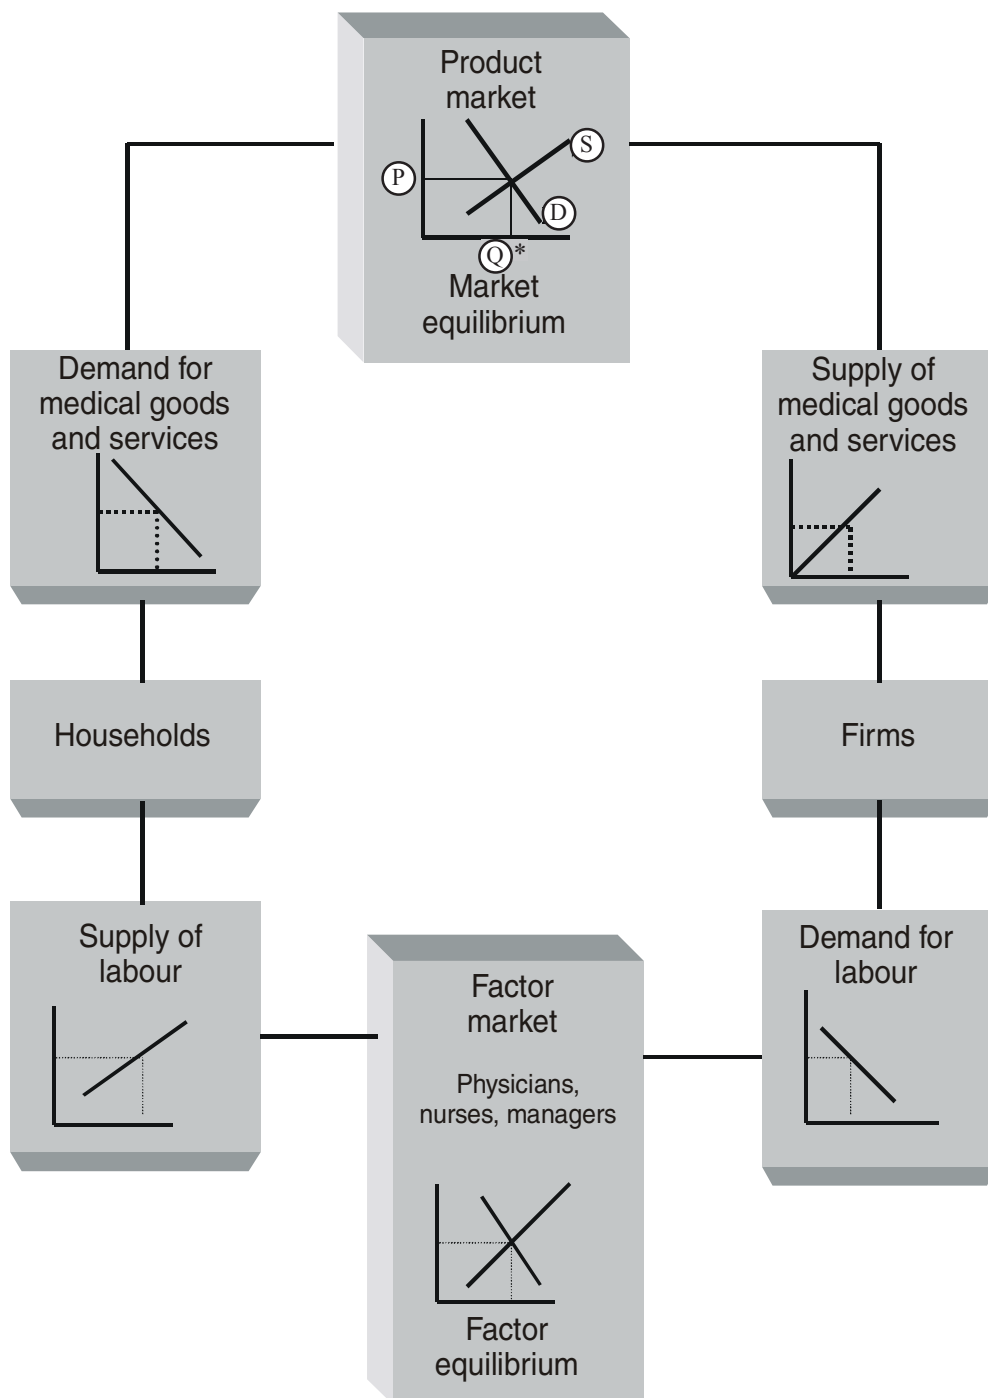 Product
market
S
P
D
Q*
Market
equilibrium
Demand for
medical goods
and services
Supply of
medical goods
and services
Households
Firms
Supply of
labour
Factor
market
Physicians,
nurses, managers
Factor
equilibrium
Demand for
labour